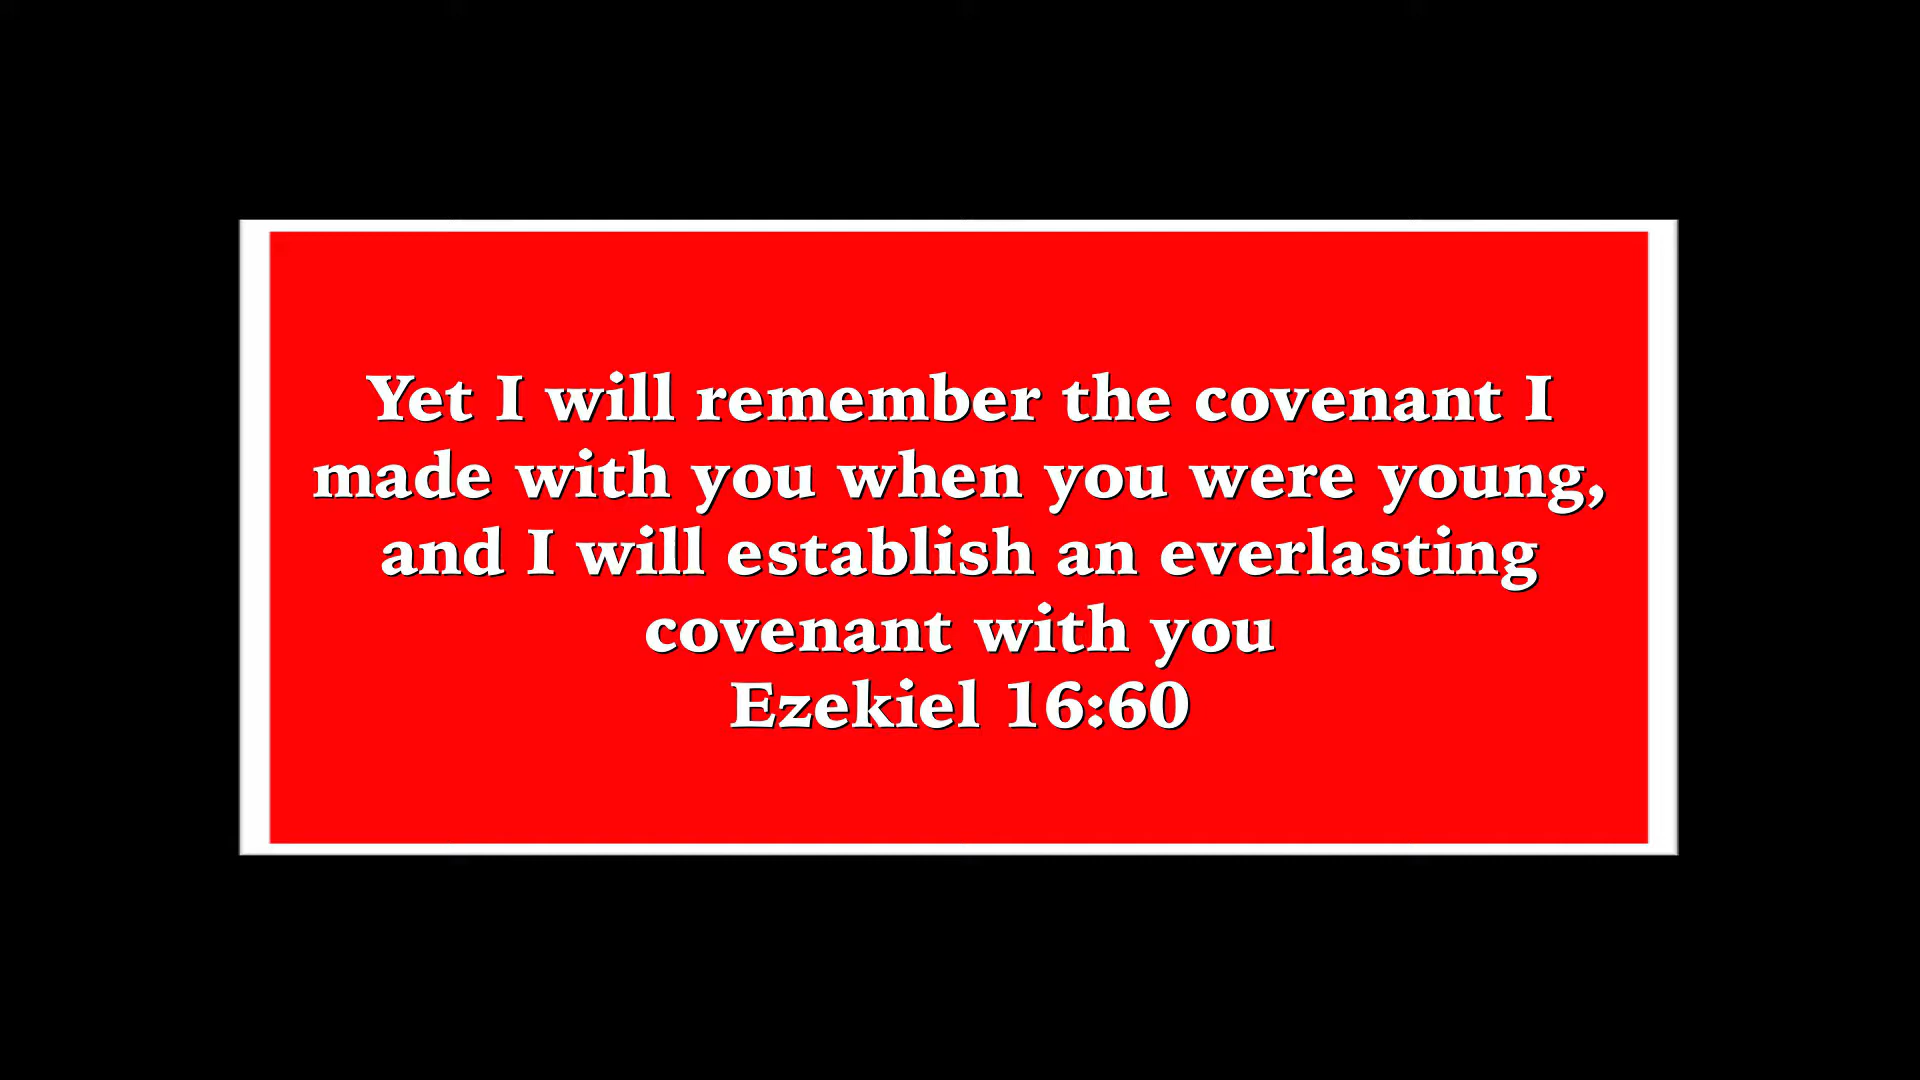 Yet I will remember the covenant I
made with you when you were young,
and I will establish an everlasting
covenant with you
Ezekiel 16:60